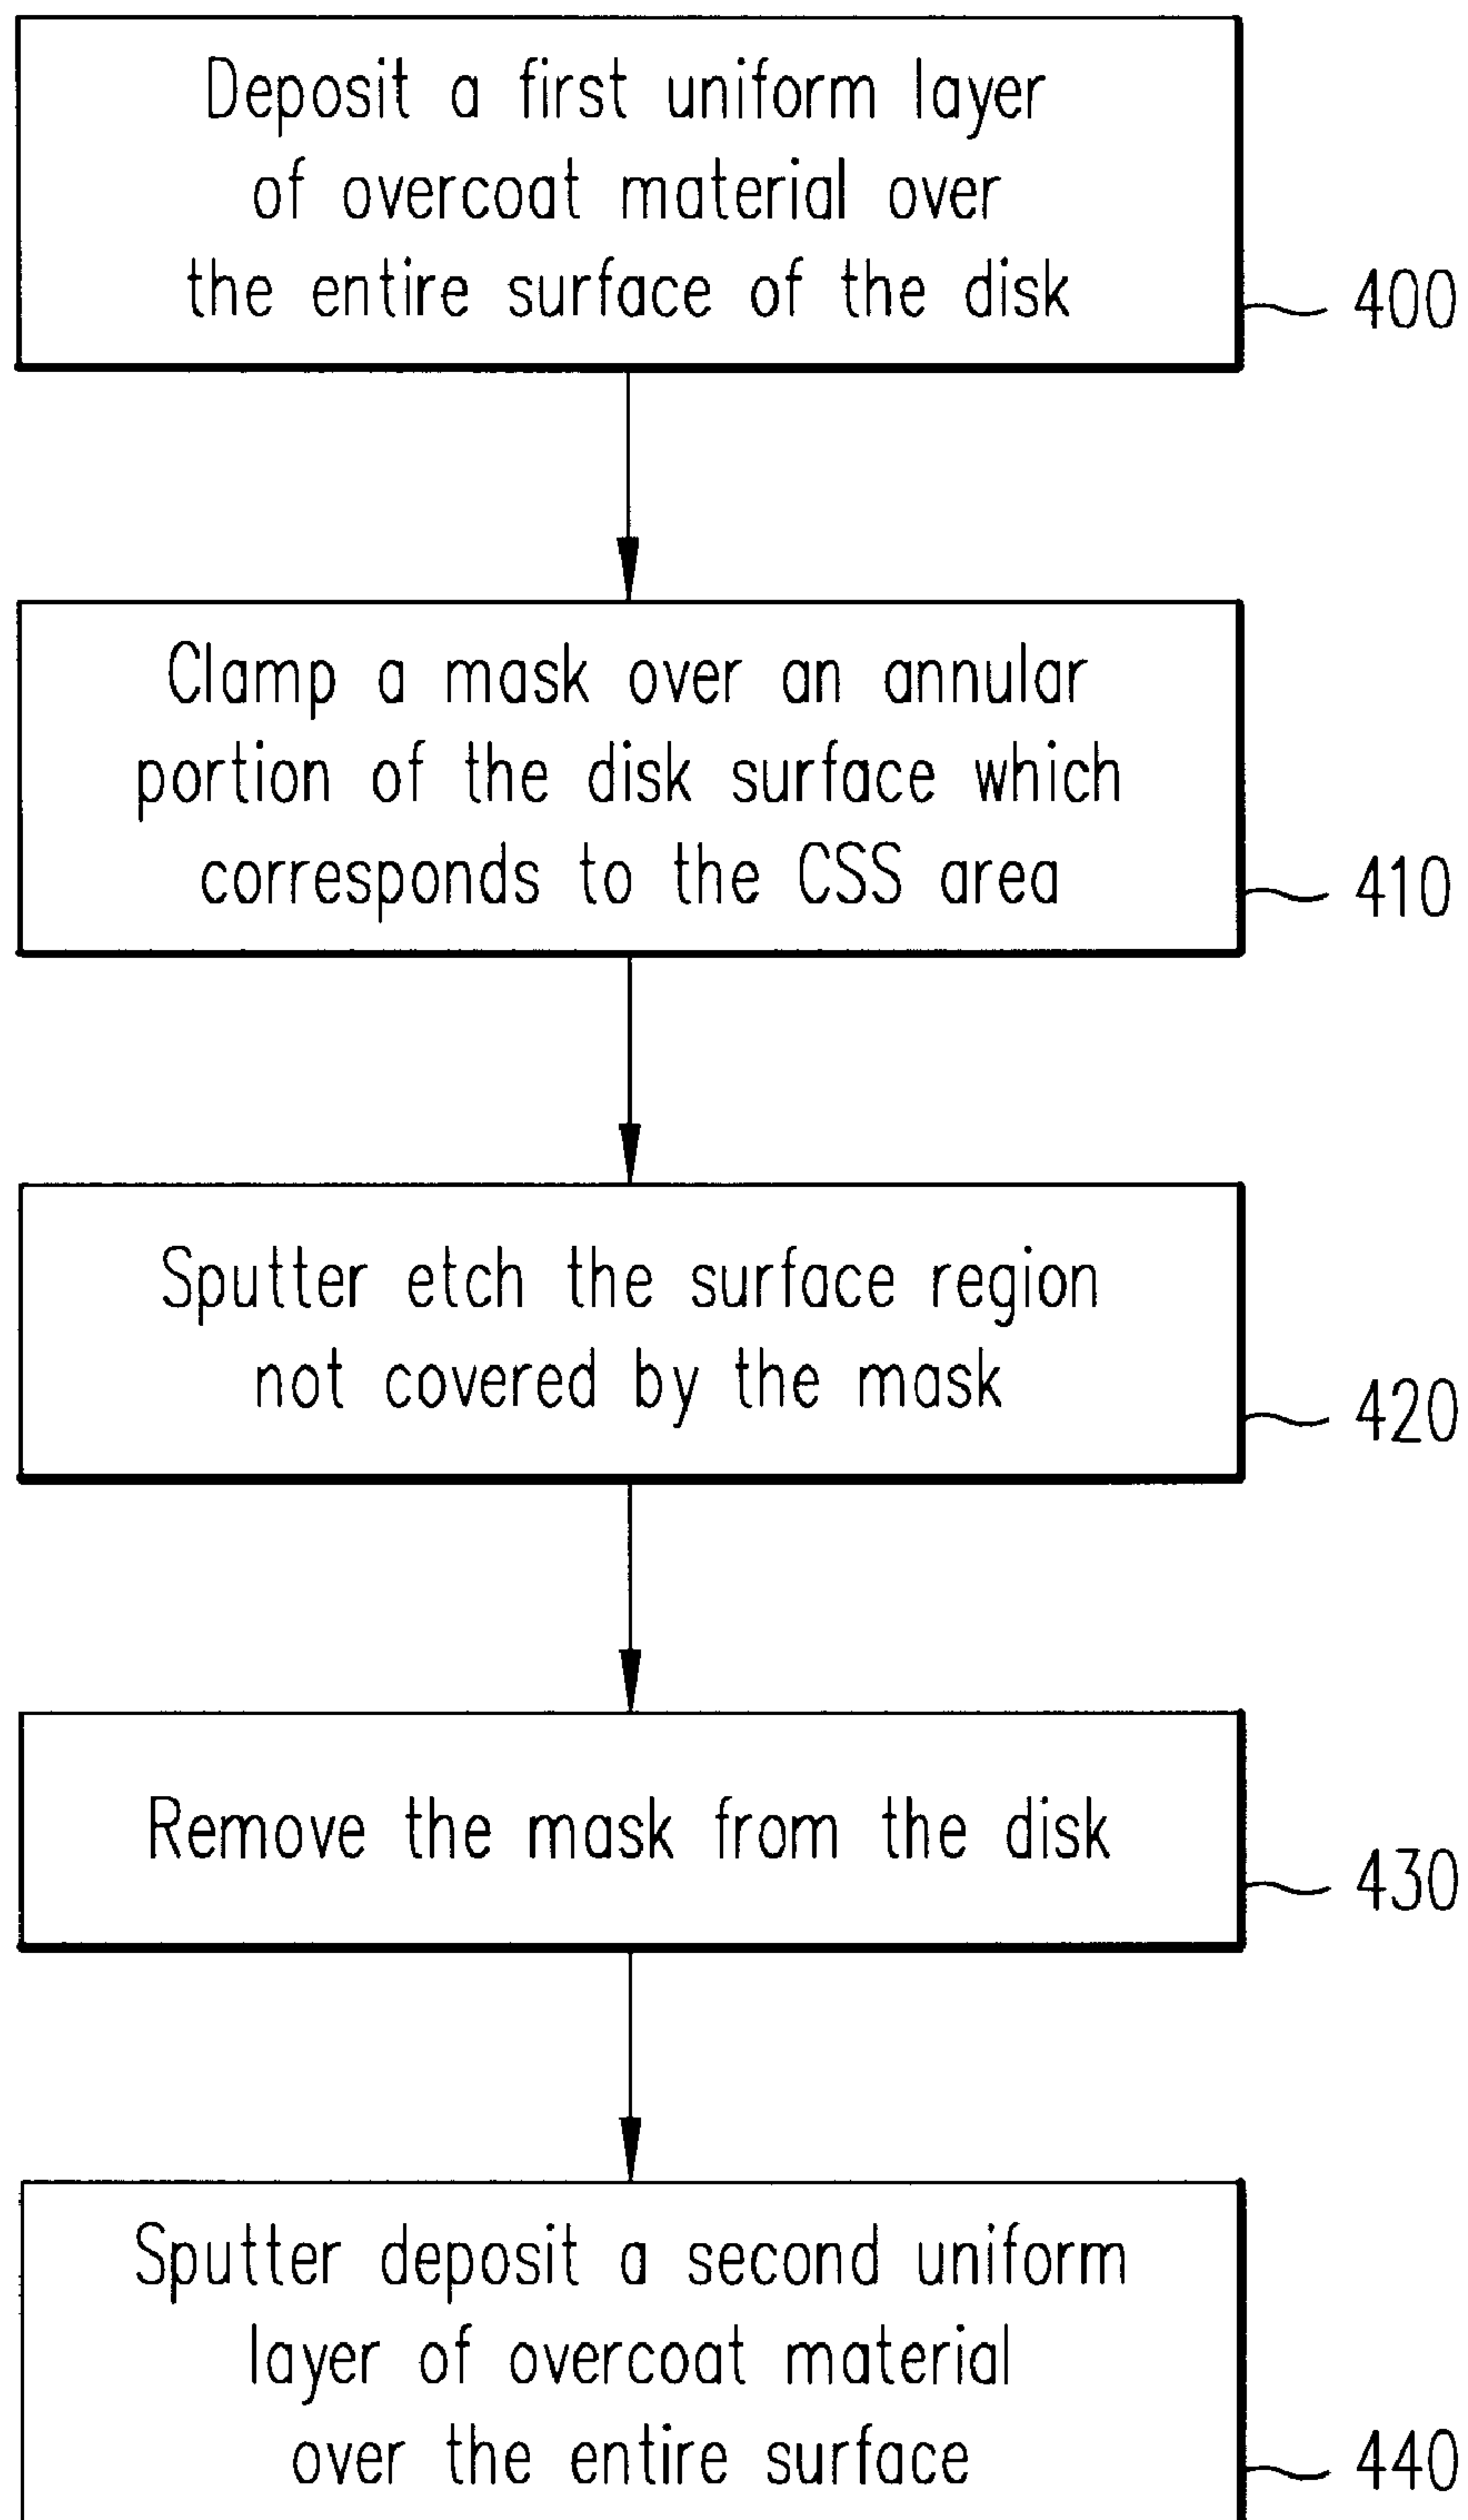 Deposit a first uniform layer
of overcoat material over
the entire surface of the disk
400
Clamp a mask over an annular
portion of the disk surface which
corresponds to the CSS area
410
Sputter etch the surface region
not covered by the mask
420
Remove the mask from the disk
430
Sputter deposit a second uniform
layer of overcoat material
over the entire surface
440